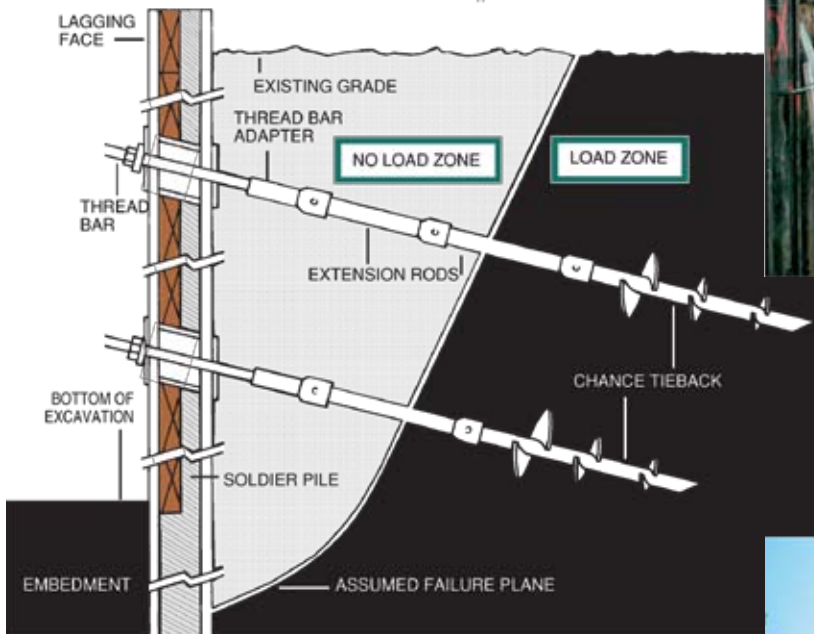 LAGGING
FACE
EXISTING GRADE
THREAD BAR
ADAPTER
NO LOAD ZONE
LOAD ZONE
THREAD
BAR
EXTENSION RODS
CHANCE TIEBACK
BOTTOM OF
EXCAVATION
SOLDIER PILE
EMBEDMENT
ASSUMED FAILURE PLANE